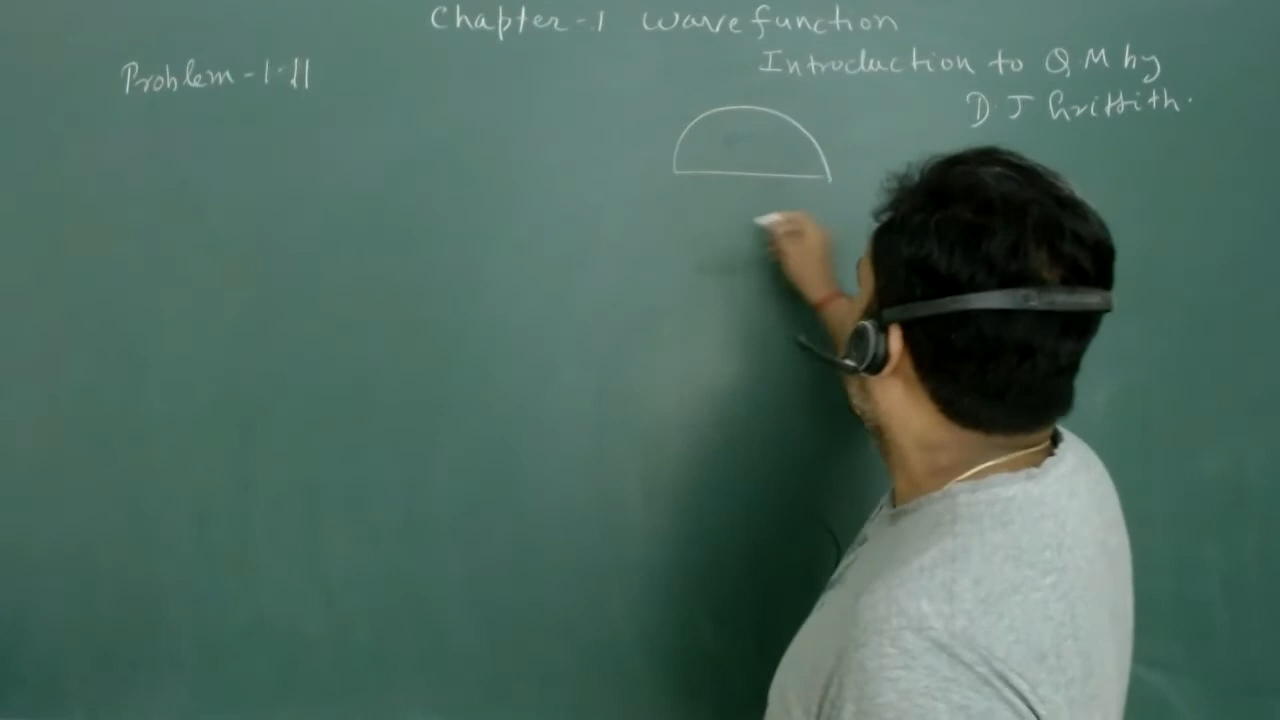 Chapter-1 Wavefunction
Introduction to QM by
D.J Griffith.
Problem-1.11